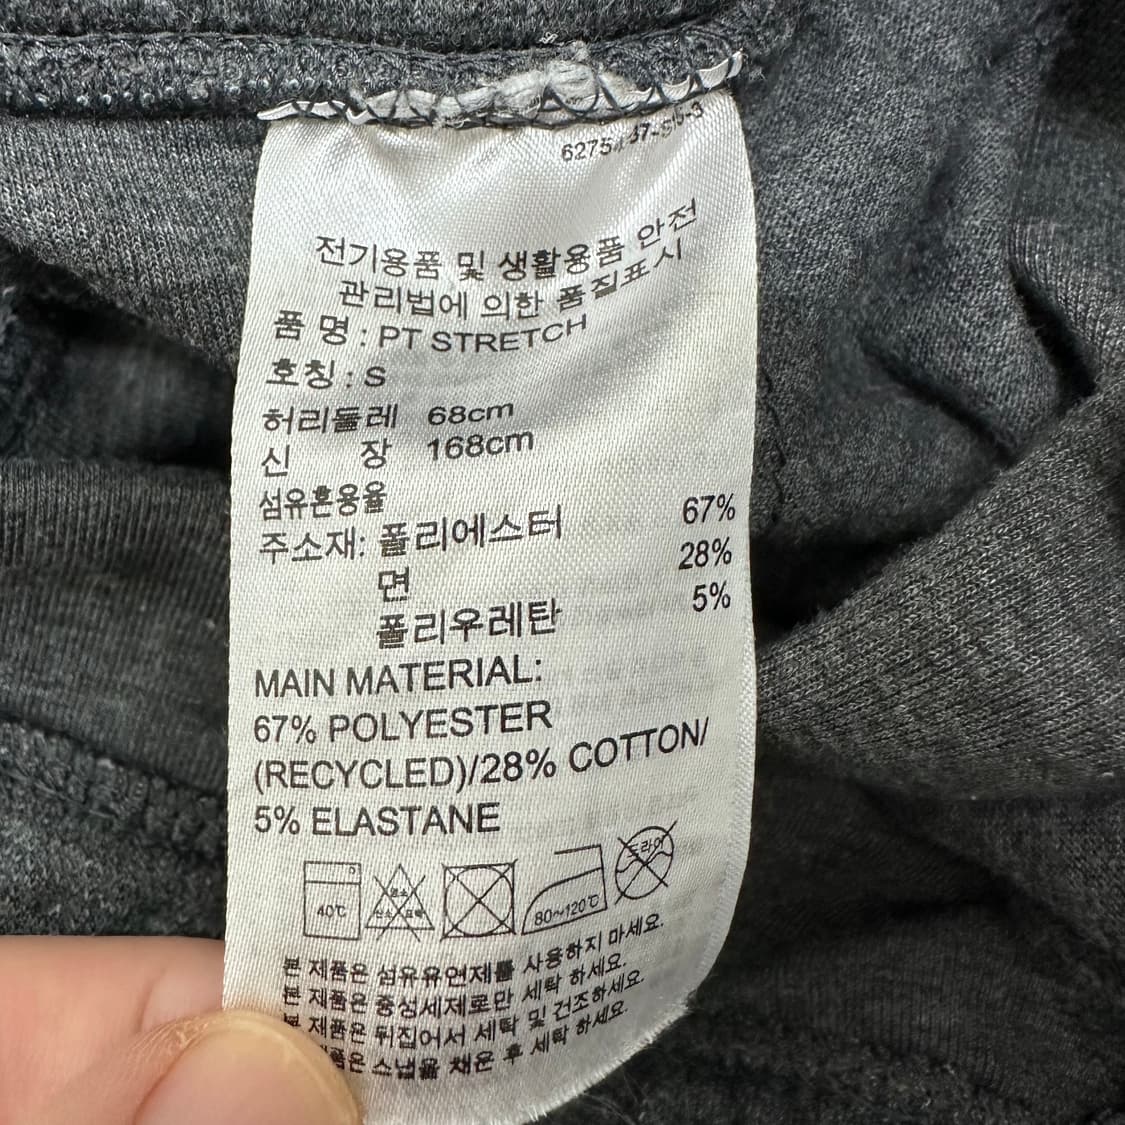 전기용품 및 생활용품 안전
관리법에 의한 품질표시
품 명 : PT STRETCH
호칭 : S
허리둘레 68cm
신 장 168cm
섬유혼용율
주소재: 폴리에스터 67%
면 28%
폴리우레탄 5%
MAIN MATERIAL:
67% POLYESTER
(RECYCLED)/28% COTTON/
5% ELASTANE
40℃ 80~120℃ 드라이
본 제품은 섬유유연제를 사용하지 마세요.
본 제품은 중성세제로만 세탁 하세요.
본 제품은 뒤집어서 세탁 및 건조하세요.
스냅을 채운 후 세탁 하세요.